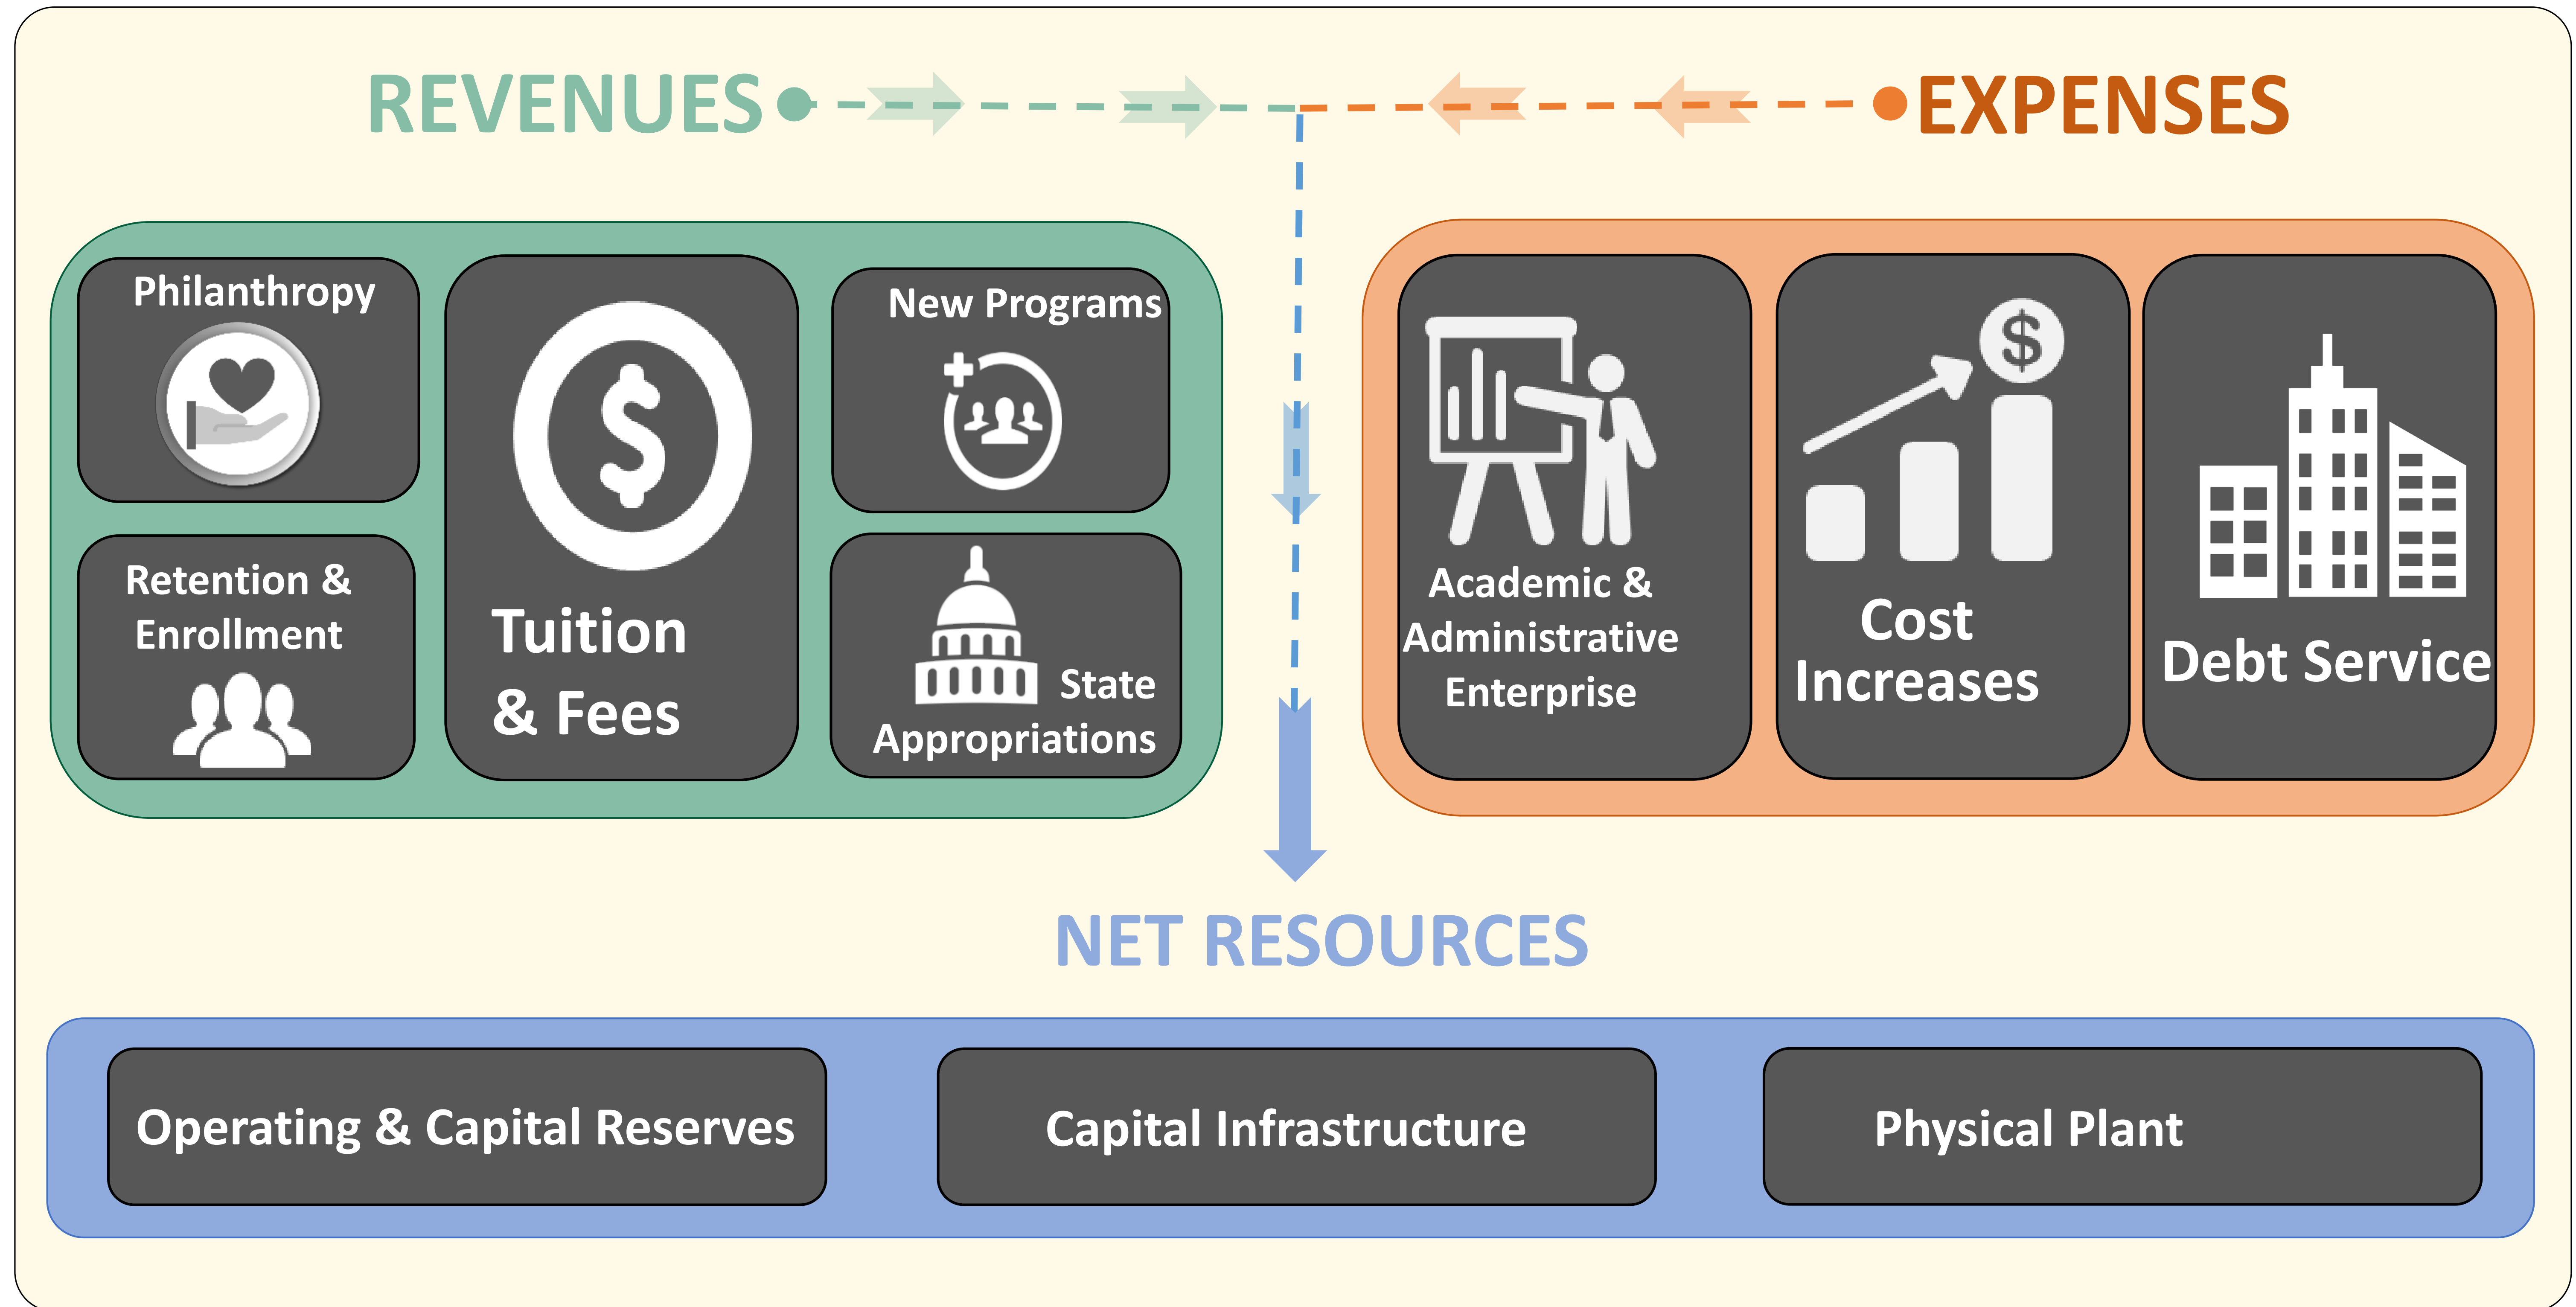 REVENUES
EXPENSES
Philanthropy
Retention &
Enrollment
Tuition
& Fees
New Programs
State
Appropriations
Academic &
Administrative
Enterprise
Cost
Increases
Debt Service
NET RESOURCES
Operating & Capital Reserves
Capital Infrastructure
Physical Plant